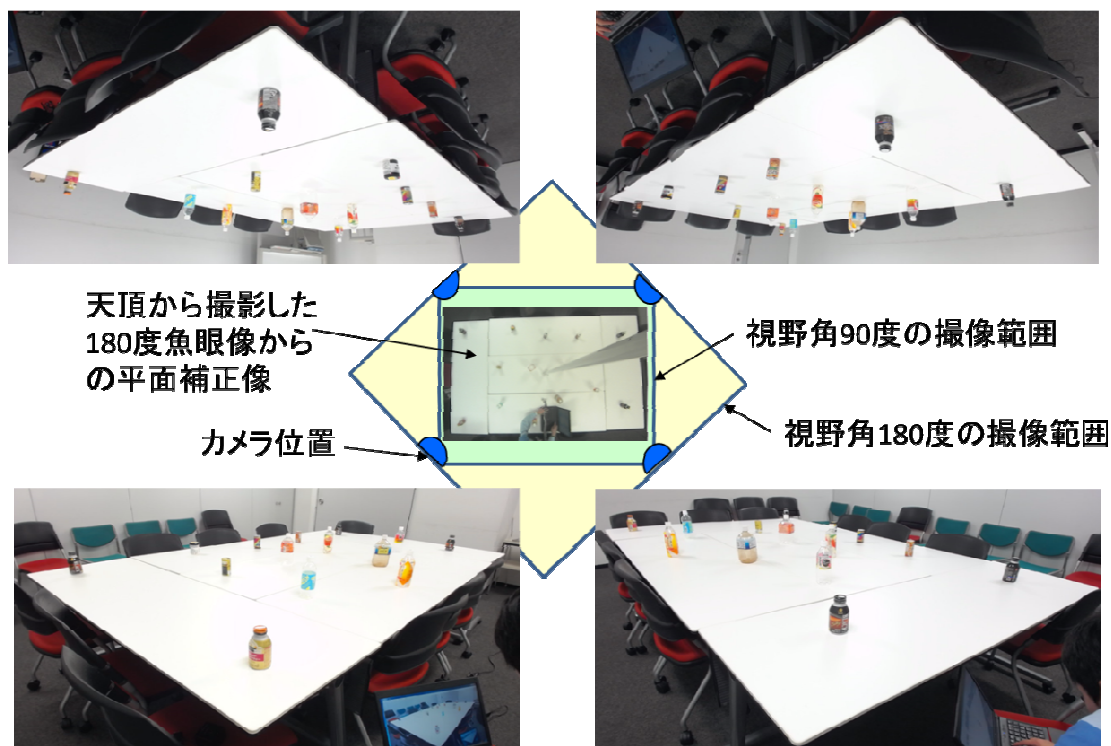 天頂から撮影した
180度魚眼像から
の平面補正像
視野角90度の撮像範囲
カメラ位置
視野角180度の撮像範囲